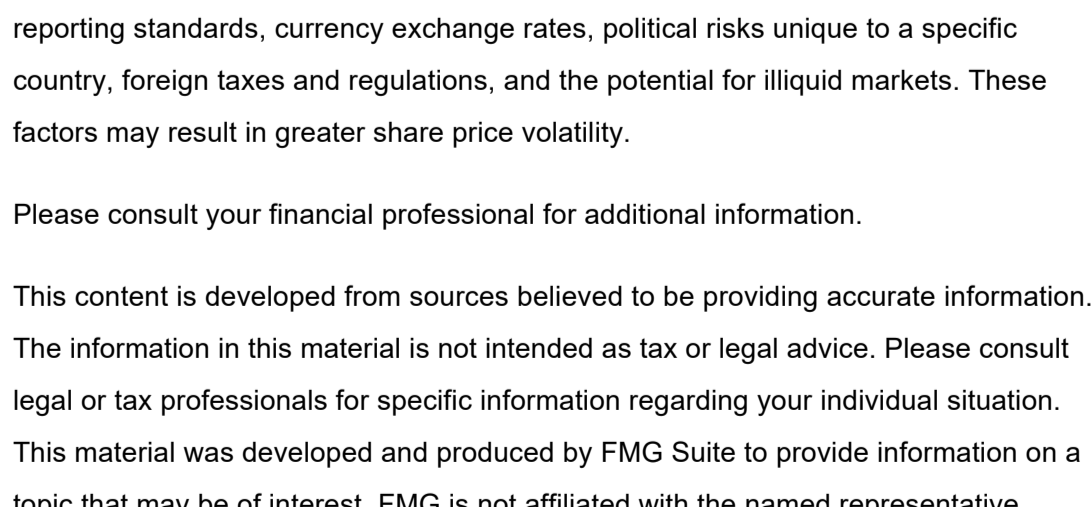 reporting standards, currency exchange rates, political risks unique to a specific
country, foreign taxes and regulations, and the potential for illiquid markets. These
factors may result in greater share price volatility.
Please consult your financial professional for additional information.
This content is developed from sources believed to be providing accurate information.
The information in this material is not intended as tax or legal advice. Please consult
legal or tax professionals for specific information regarding your individual situation.
This material was developed and produced by FMG Suite to provide information on a
topic that may be of interest. FMG is not affiliated with the named representative